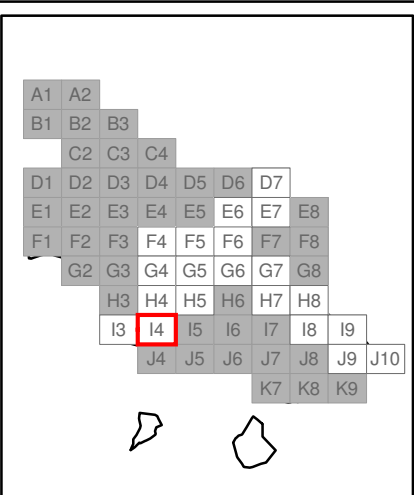 A1 A2
B1 B2 B3
C2 C3 C4
D1 D2 D3 D4 D5 D6 D7
E1 E2 E3 E4 E5 E6 E7 E8
F1 F2 F3 F4 F5 F6 F7 F8
G2 G3 G4 G5 G6 G7 G8
H3 H4 H5 H6 H7 H8
I3 I4 I5 I6 I7 I8 I9
J4 J5 J6 J7 J8 J9 J10
K7 K8 K9